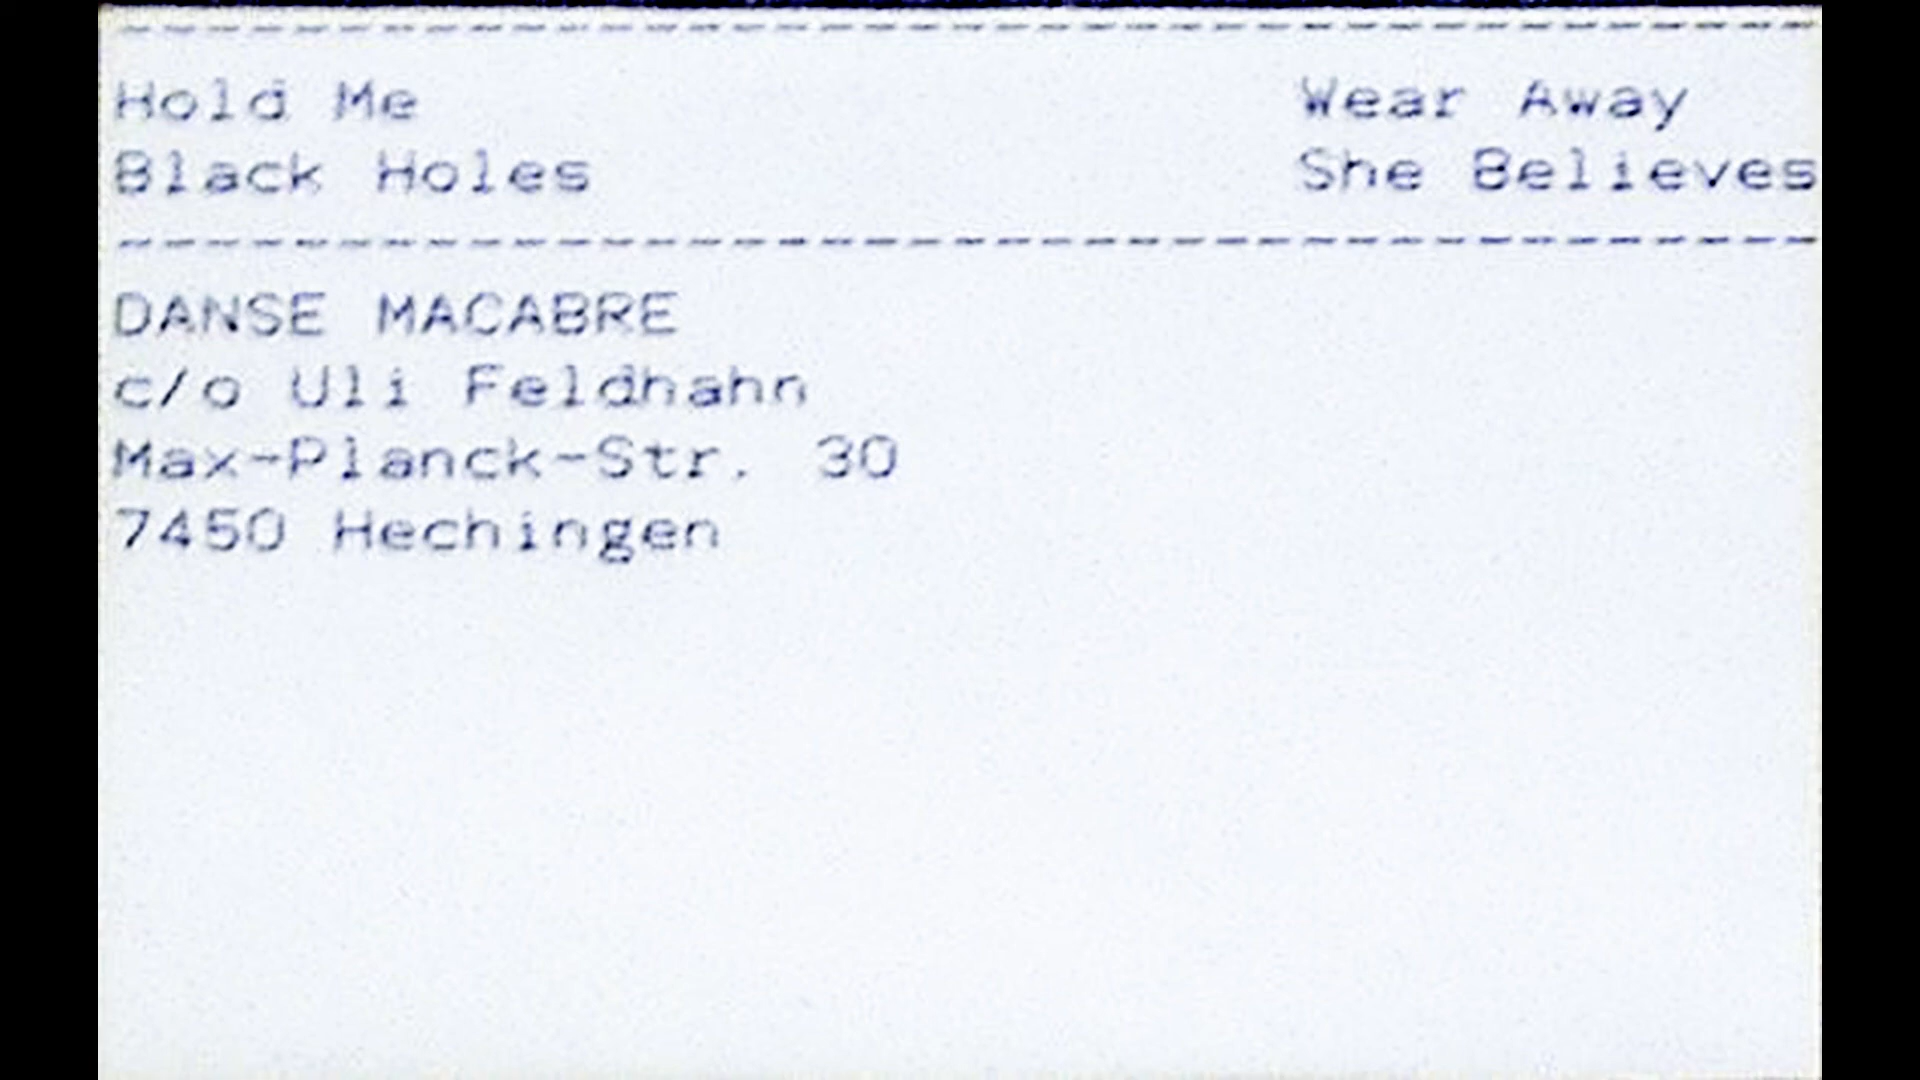 Hold Me Wear Away
Black Holes She Believes
DANSE MACABRE
c/o Uli Feldhahn
Max-Planck-Str. 30
7450 Hechingen